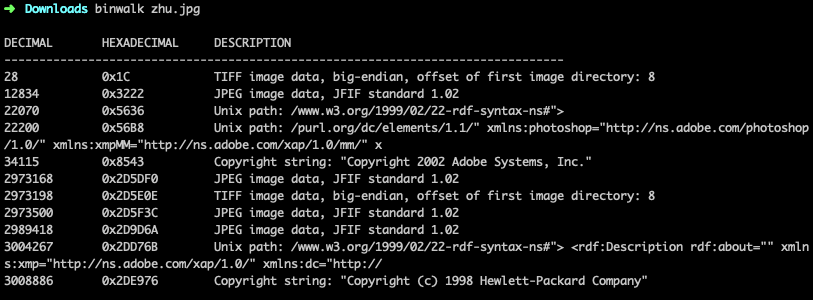 ➜ Downloads binwalk zhu.jpg
DECIMAL HEXADECIMAL DESCRIPTION
--------------------------------------------------------------------------------
28 0x1C TIFF image data, big-endian, offset of first image directory: 8
12834 0x3222 JPEG image data, JFIF standard 1.02
22070 0x5636 Unix path: /www.w3.org/1999/02/22-rdf-syntax-ns#">
22200 0x56B8 Unix path: /purl.org/dc/elements/1.1/" xmlns:photoshop="http://ns.adobe.com/photoshop
/1.0/" xmlns:xmpMM="http://ns.adobe.com/xap/1.0/mm/" x
34115 0x8543 Copyright string: "Copyright 2002 Adobe Systems, Inc."
2973168 0x2D5DF0 JPEG image data, JFIF standard 1.02
2973198 0x2D5E0E TIFF image data, big-endian, offset of first image directory: 8
2973500 0x2D5F3C JPEG image data, JFIF standard 1.02
2989418 0x2D9D6A JPEG image data, JFIF standard 1.02
3004267 0x2DD76B Unix path: /www.w3.org/1999/02/22-rdf-syntax-ns#"> <rdf:Description rdf:about="" xmln
s:xmp="http://ns.adobe.com/xap/1.0/" xmlns:dc="http://
3008886 0x2DE976 Copyright string: "Copyright (c) 1998 Hewlett-Packard Company"